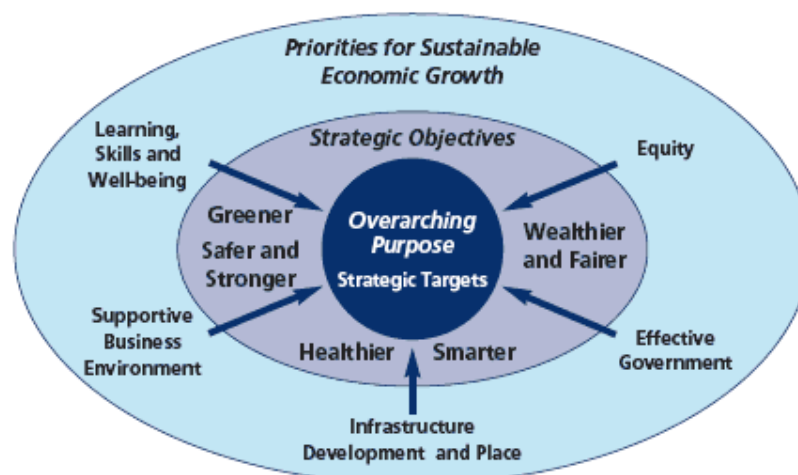 Priorities for Sustainable
Economic Growth
Learning,
Skills and
Well-being
Strategic Objectives
Equity
Greener
Safer and
Stronger
Overarching
Purpose
Strategic Targets
Wealthier
and Fairer
Supportive
Business
Environment
Healthier
Smarter
Effective
Government
Infrastructure
Development and Place